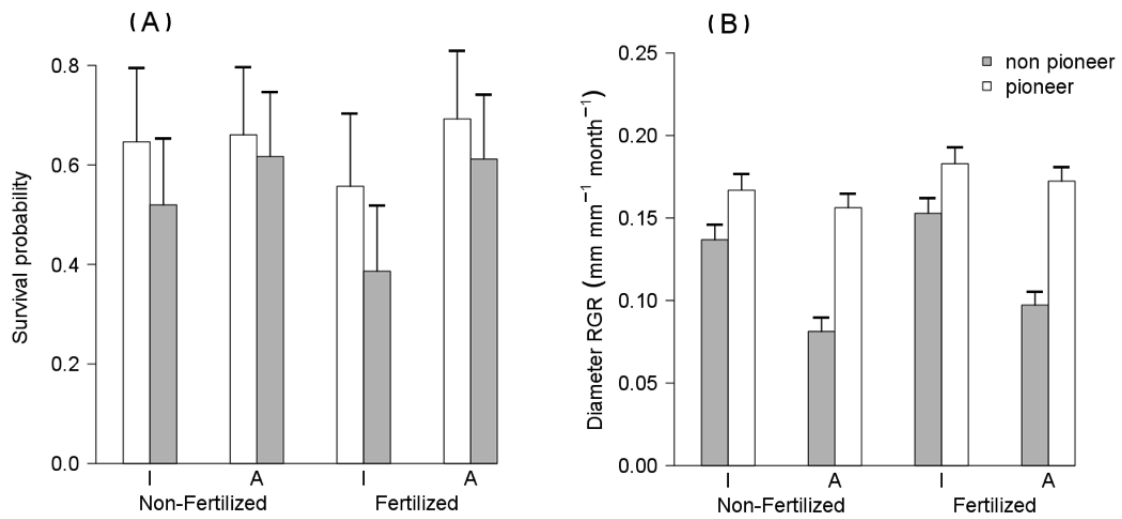 (A)
Survival probability
0.8
0.6
0.4
0.2
0.0
I A I A
Non-Fertilized Fertilized
(B)
Diameter RGR (mm mm⁻¹ month⁻¹)
0.25
0.20
0.15
0.10
0.05
0.00
non pioneer
pioneer
I A I A
Non-Fertilized Fertilized